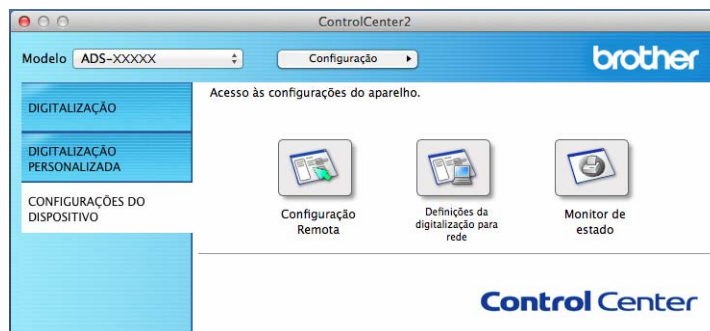 ControlCenter2
Modelo ADS-XXXXX Configuração
brother
DIGITALIZAÇÃO
DIGITALIZAÇÃO
PERSONALIZADA
CONFIGURAÇÕES DO
DISPOSITIVO
Acesso às configurações do aparelho.
Configuração
Remota
Definições da
digitalização para
rede
Monitor de
estado
Control Center